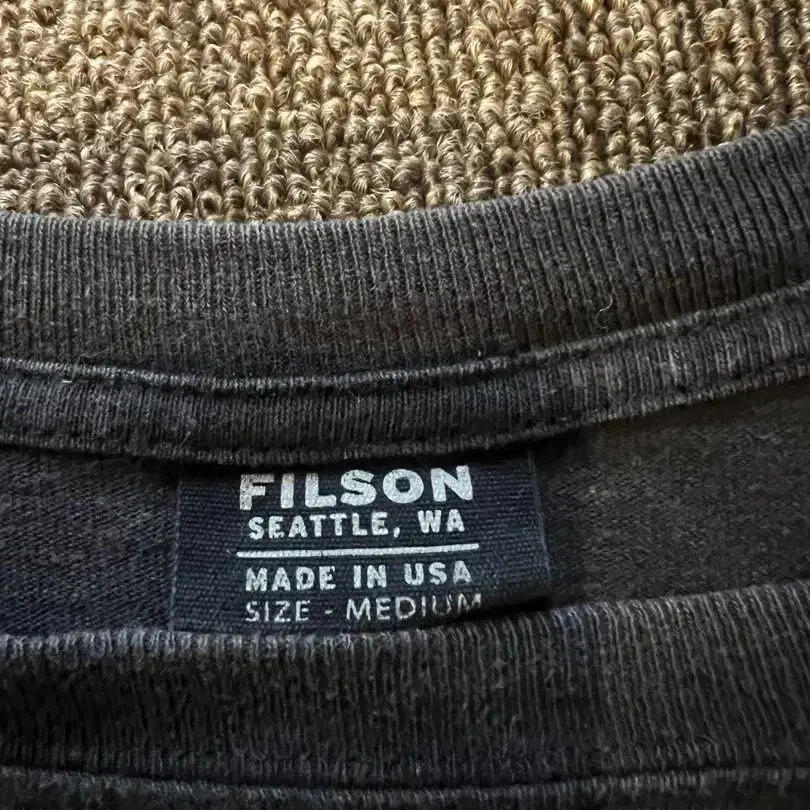 FILSON
SEATTLE, WA
MADE IN USA
SIZE - MEDIUM